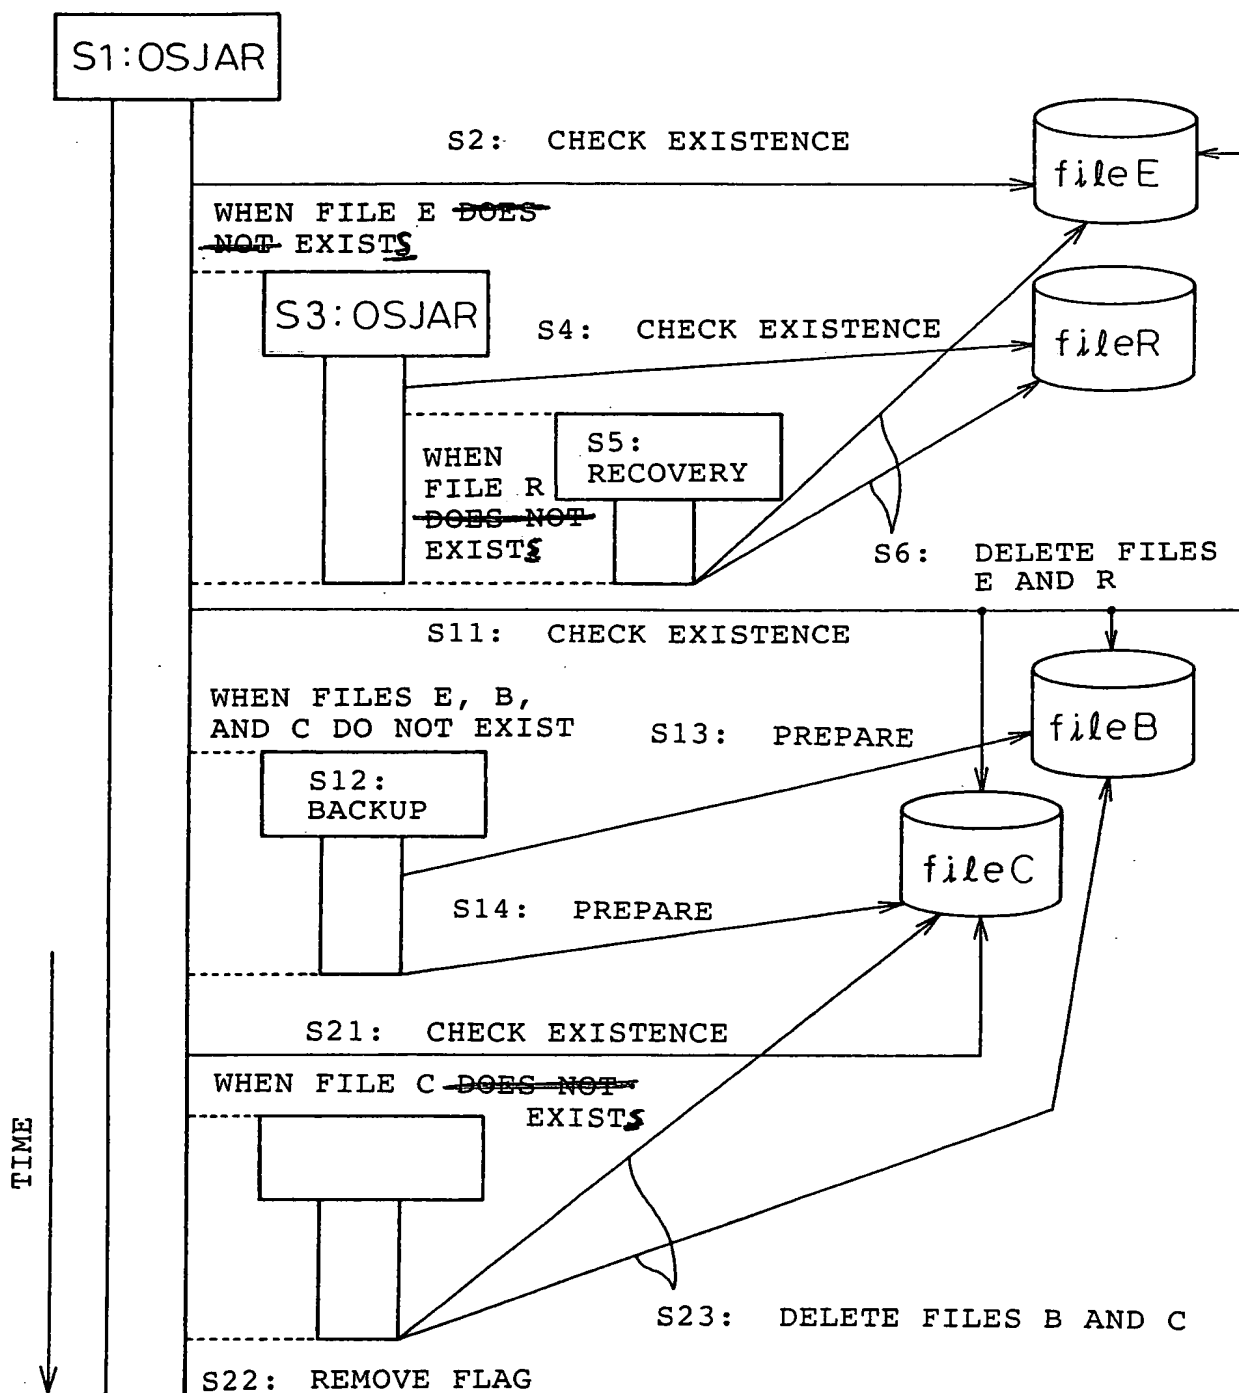 S1:OSJAR
S2: CHECK EXISTENCE
fileE
WHEN FILE E DOES
NOT EXISTS
S3:OSJAR
S4: CHECK EXISTENCE
fileR
WHEN
FILE R
DOES NOT
EXISTS
S5:
RECOVERY
S6: DELETE FILES
E AND R
S11: CHECK EXISTENCE
WHEN FILES E, B,
AND C DO NOT EXIST
S13: PREPARE
fileB
S12:
BACKUP
fileC
S14: PREPARE
S21: CHECK EXISTENCE
WHEN FILE C DOES NOT
EXISTS
TIME
S23: DELETE FILES B AND C
S22: REMOVE FLAG